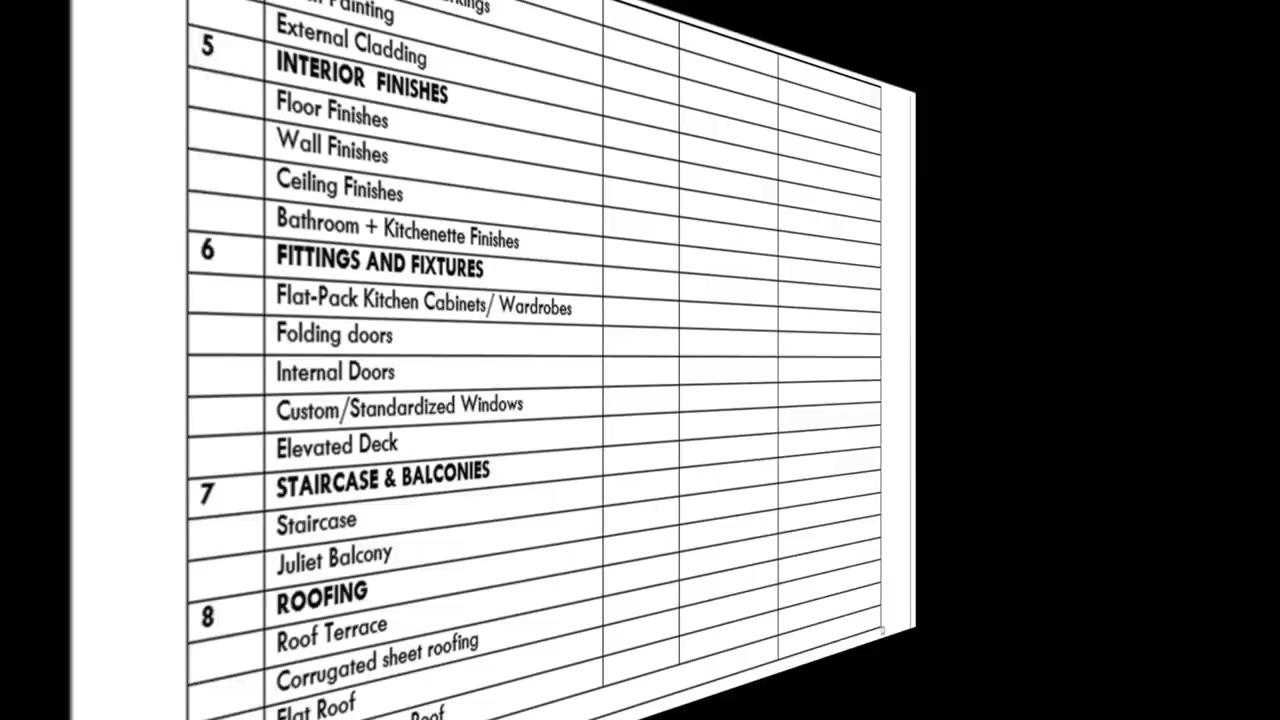 Painting
External Cladding
5 INTERIOR FINISHES
Floor Finishes
Wall Finishes
Ceiling Finishes
Bathroom + Kitchenette Finishes
6 FITTINGS AND FIXTURES
Flat-Pack Kitchen Cabinets/ Wardrobes
Folding doors
Internal Doors
Custom/Standardized Windows
Elevated Deck
7 STAIRCASE & BALCONIES
Staircase
Juliet Balcony
8 ROOFING
Roof Terrace
Corrugated sheet roofing
Flat Roof
Roof